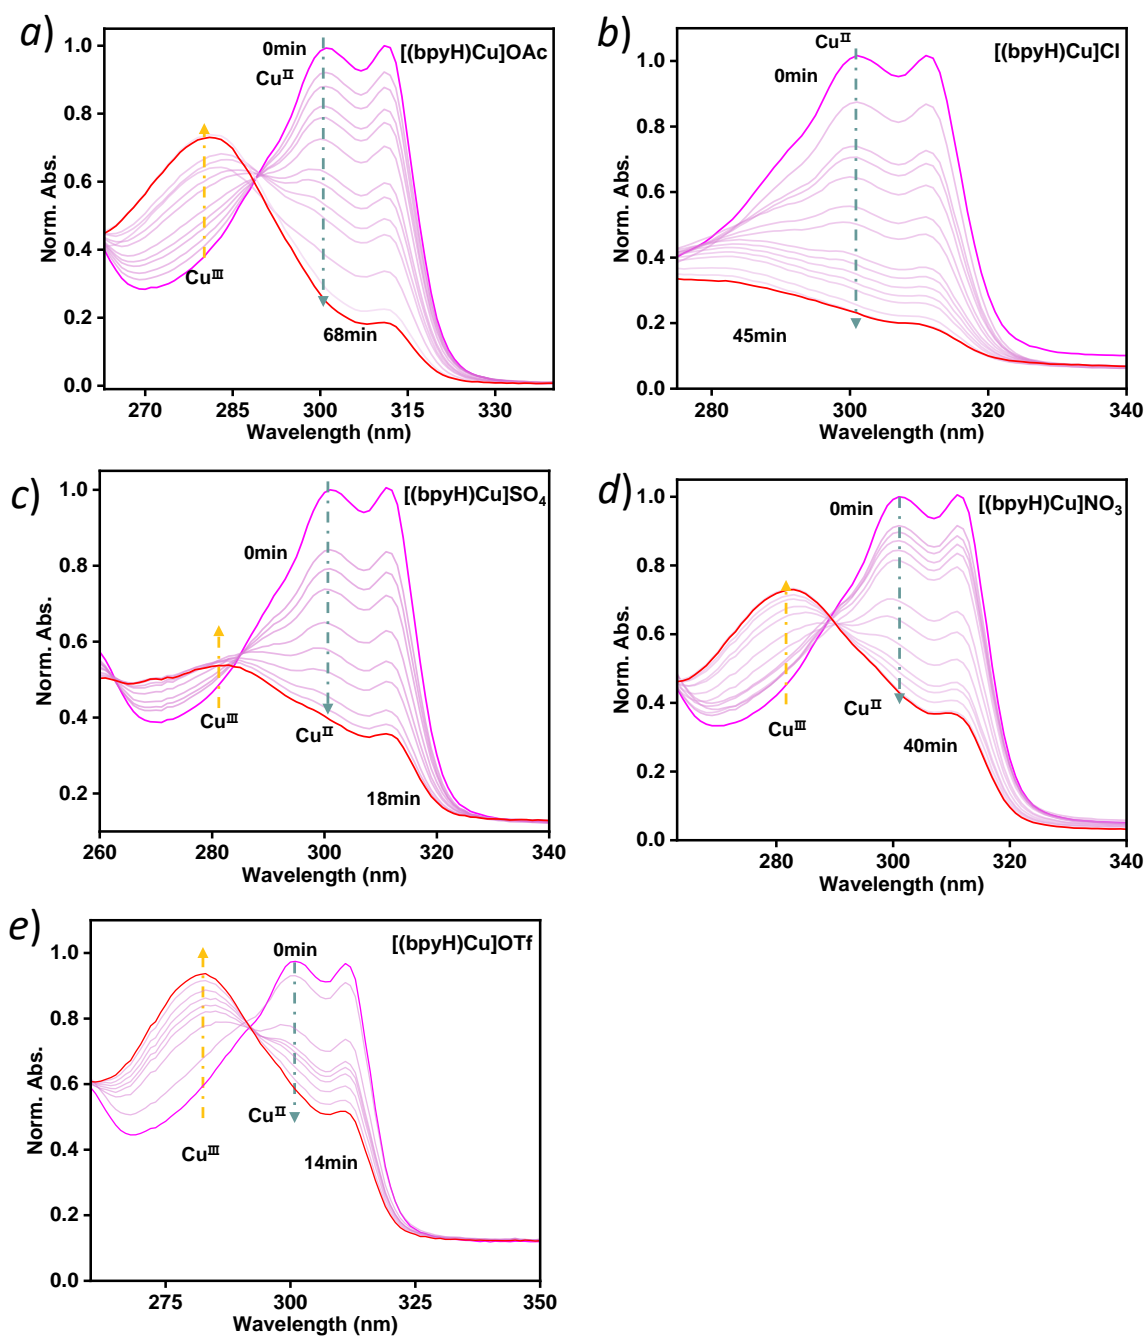 a)
[(bpyH)Cu]OAc
0min
Cu^II
Cu^III
68min
Norm. Abs.
1.0
0.8
0.6
0.4
0.2
0.0
270 285 300 315 330
Wavelength (nm)
b)
[(bpyH)Cu]Cl
Cu^II
0min
45min
Norm. Abs.
1.0
0.8
0.6
0.4
0.2
0.0
280 300 320 340
Wavelength (nm)
c)
[(bpyH)Cu]SO₄
0min
Cu^III
Cu^II
18min
Norm. Abs.
1.0
0.8
0.6
0.4
0.2
260 280 300 320 340
Wavelength (nm)
d)
[(bpyH)Cu]NO₃
0min
Cu^II
Cu^III
40min
Norm. Abs.
1.0
0.8
0.6
0.4
0.2
0.0
280 300 320 340
Wavelength (nm)
e)
[(bpyH)Cu]OTf
0min
Cu^II
Cu^III
14min
Norm. Abs.
1.0
0.8
0.6
0.4
0.2
0.0
275 300 325 350
Wavelength (nm)